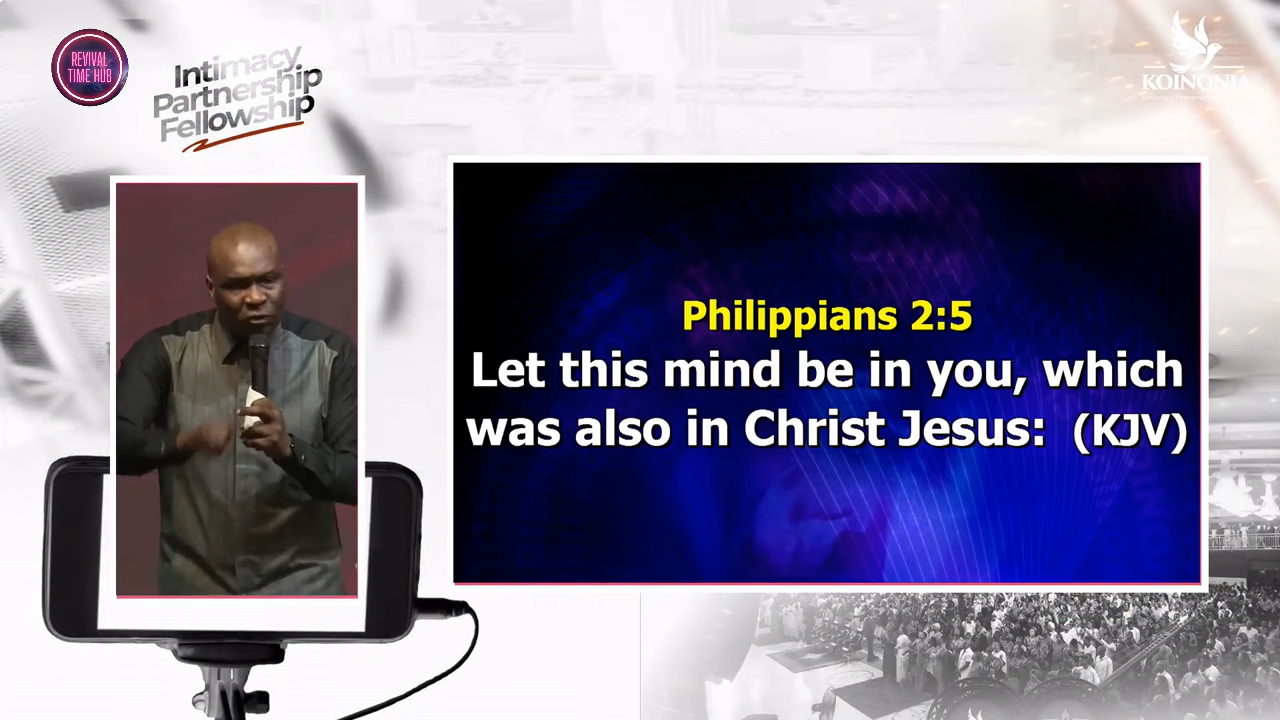 REVIVAL
TIME HUB
Intimacy
Partnership
Fellowship
KOINONIA
Philippians 2:5
Let this mind be in you, which
was also in Christ Jesus: (KJV)